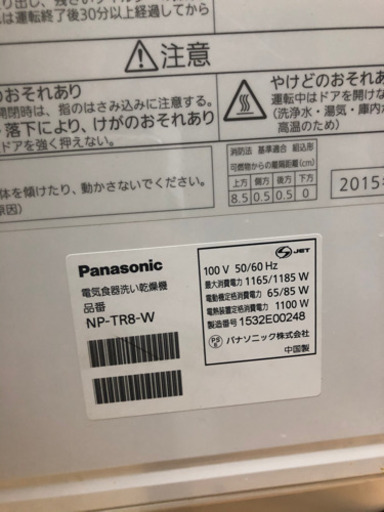 は運転終了後30分以上経過してから
⚠注意
のおそれあり
開閉時は、指のはさみ込みに注意する。
落下により、けがのおそれあり
ドアを強く押えない。
やけどのおそれあり
運転中はドアを開けな
(洗浄水・湯気・庫内が
高温のため)
消防法 基準適合 組込形
可燃物からの離隔距離(cm)
上方 側方 前方 下方
8.5 0.5 0.5 0
2015
体を傾けたり、動かさないでください。
原因)
Panasonic
電気食器洗い乾燥機
品番
NP-TR8-W
JET
100 V 50/60 Hz
最大消費電力 1165/1185 W
電動機定格消費電力 65/85 W
電熱装置定格消費電力 1100 W
製造番号 1532E00248
PS E パナソニック株式会社
中国製